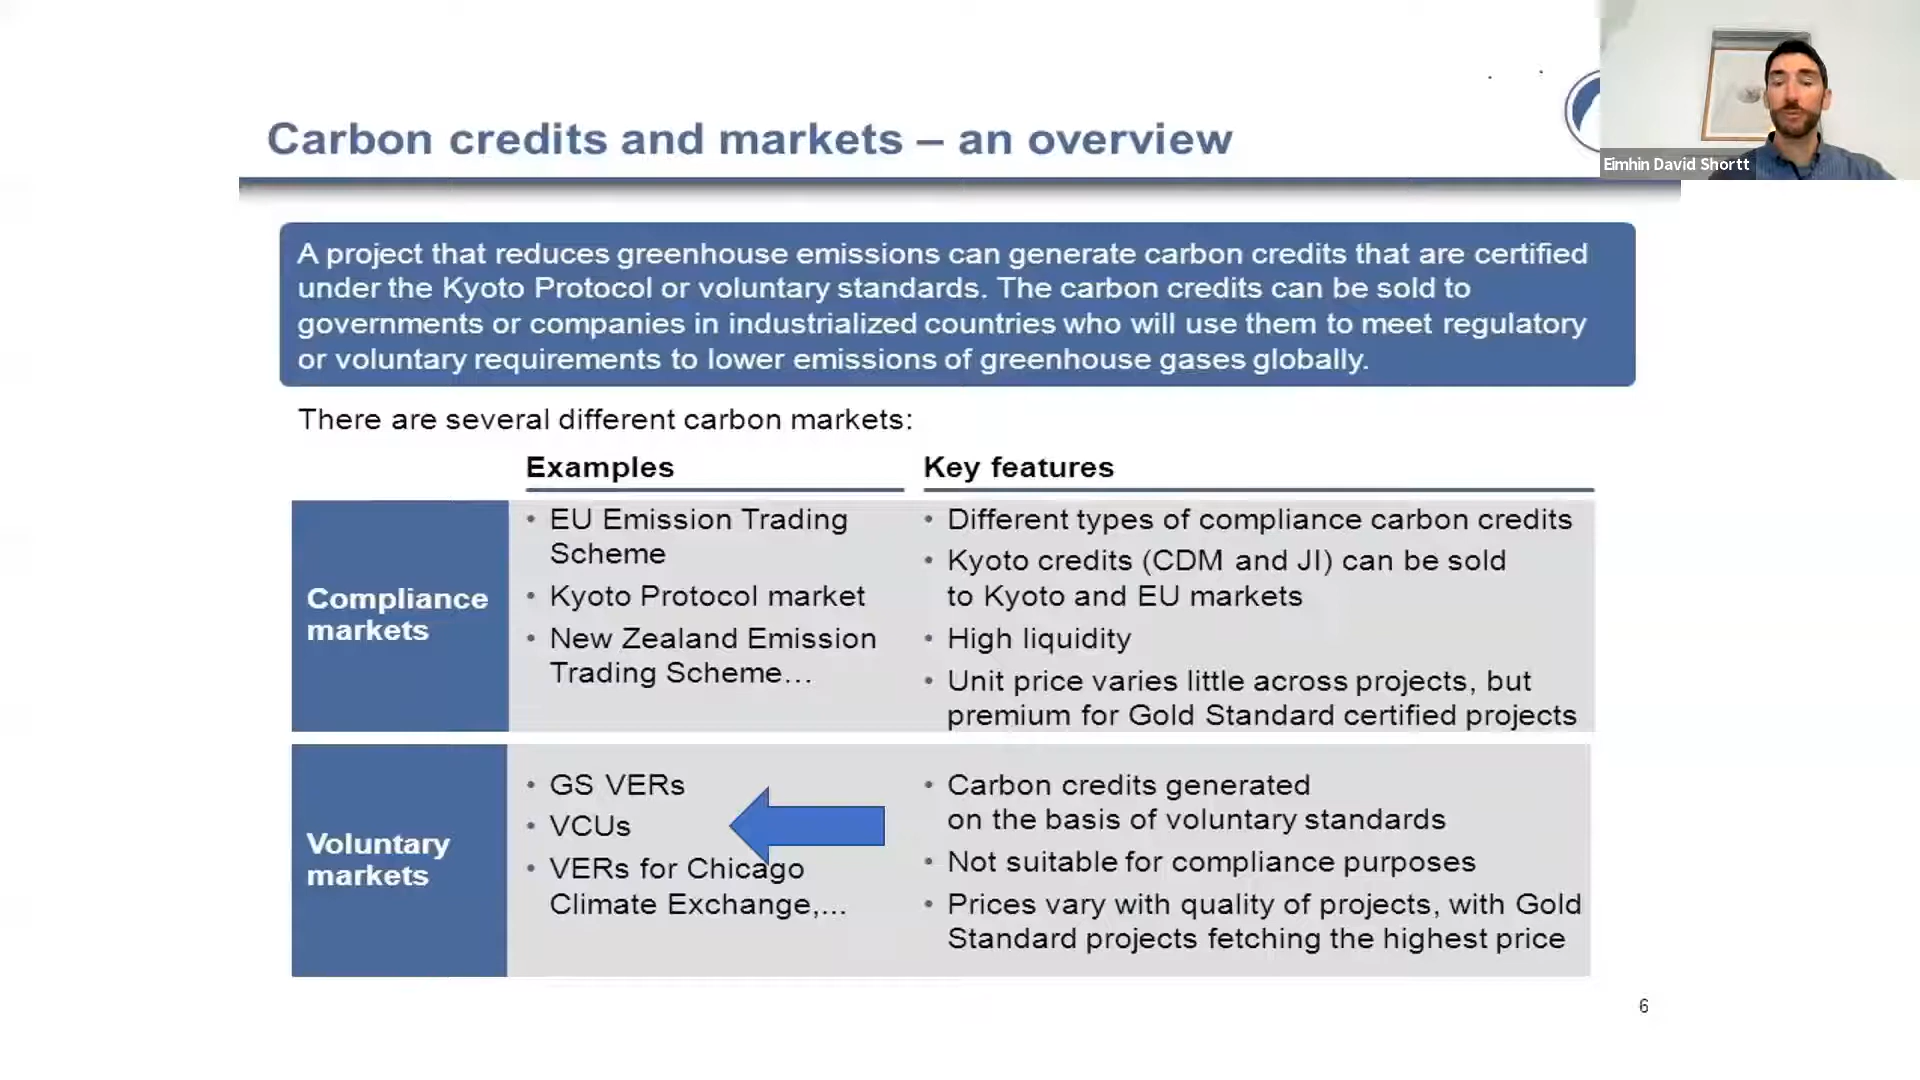 Carbon credits and markets – an overview
Eimhin David Shortt
A project that reduces greenhouse emissions can generate carbon credits that are certified
under the Kyoto Protocol or voluntary standards. The carbon credits can be sold to
governments or companies in industrialized countries who will use them to meet regulatory
or voluntary requirements to lower emissions of greenhouse gases globally.
There are several different carbon markets:
Examples
Key features
Compliance
markets
• EU Emission Trading
Scheme
• Kyoto Protocol market
• New Zealand Emission
Trading Scheme…
• Different types of compliance carbon credits
• Kyoto credits (CDM and JI) can be sold
to Kyoto and EU markets
• High liquidity
• Unit price varies little across projects, but
premium for Gold Standard certified projects
Voluntary
markets
• GS VERs
• VCUs
• VERs for Chicago
Climate Exchange,…
• Carbon credits generated
on the basis of voluntary standards
• Not suitable for compliance purposes
• Prices vary with quality of projects, with Gold
Standard projects fetching the highest price
6